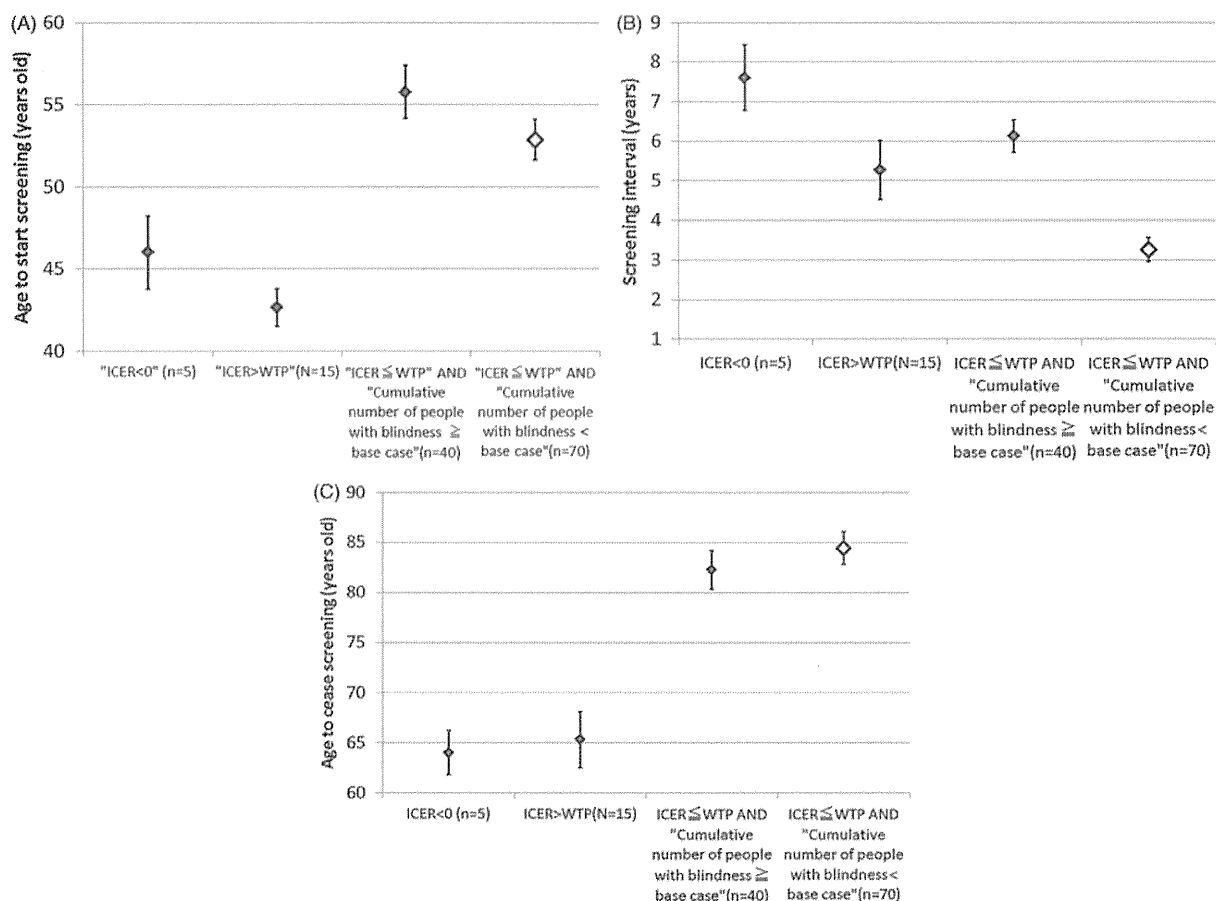 (A)
Age to start screening (years old)
60
55
50
45
40
"ICER<0" (n=5)
"ICER>WTP"(N=15)
"ICER≦WTP" AND
"Cumulative
number of people
with blindness ≧
base case"(n=40)
"ICER≦WTP" AND
"Cumulative
number of people
with blindness <
base case"(n=70)
(B)
Screening interval (years)
9
8
7
6
5
4
3
2
1
ICER<0 (n=5)
ICER>WTP(N=15)
ICER≦WTP AND
"Cumulative
number of people
with blindness ≧
base case"(n=40)
ICER≦WTP AND
"Cumulative
number of people
with blindness<
base case"(n=70)
(C)
Age to cease screening (years old)
90
85
80
75
70
65
60
ICER<0 (n=5)
ICER>WTP(N=15)
ICER≦WTP AND
"Cumulative
number of people
with blindness ≧
base case"(n=40)
ICER≦WTP AND
"Cumulative
number of people
with blindness<
base case"(n=70)